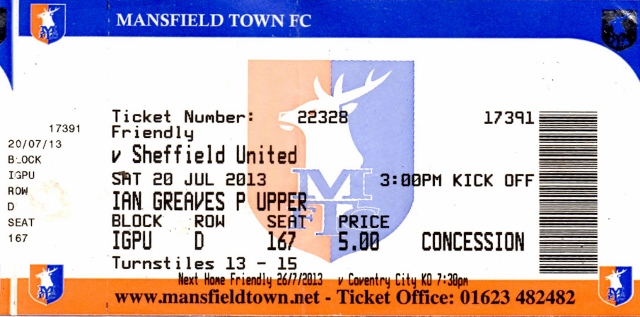 MANSFIELD TOWN FC
17391
20/07/13
BLOCK
IGPU
ROW
D
SEAT
167
Ticket Number: 22328 17391
Friendly
v Sheffield United
SAT 20 JUL 2013 3:00PM KICK OFF
IAN GREAVES P UPPER
BLOCK ROW SEAT PRICE
IGPU D 167 5.00 CONCESSION
Turnstiles 13 - 15
Next Home Friendly 26/7/2013 v Coventry City KO 7:30pm
www.mansfieldtown.net - Ticket Office: 01623 482482
M
FC